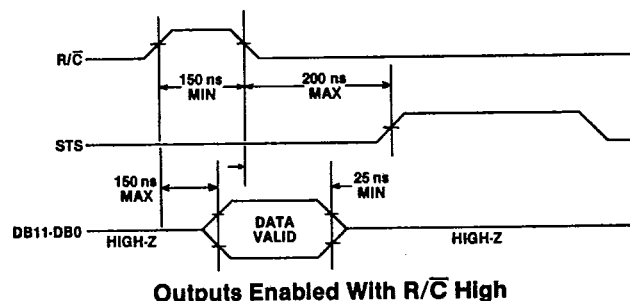 R/C̅
150 ns
MIN
200 ns
MAX
STS
150 ns
MAX
25 ns
MIN
DB11-DB0
HIGH-Z
DATA
VALID
HIGH-Z
Outputs Enabled With R/C̅ High